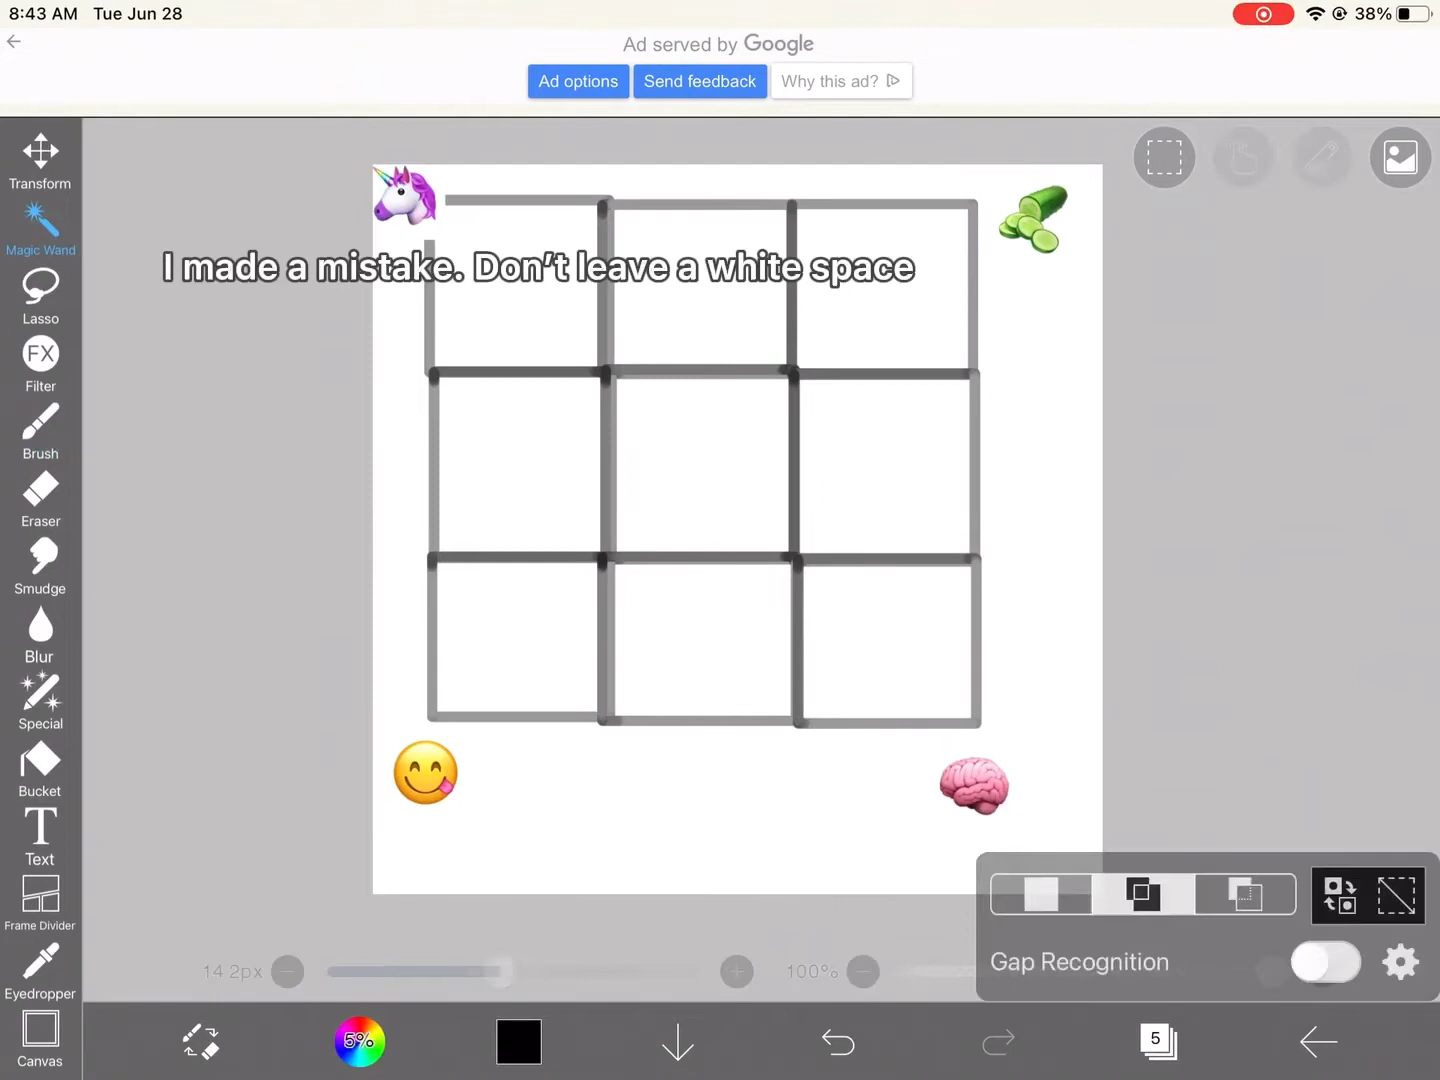 8:43 AM Tue Jun 28
38%
Ad served by Google
Ad options
Send feedback
Why this ad?
Transform
Magic Wand
Lasso
FX
Filter
Brush
Eraser
Smudge
Blur
Special
Bucket
T
Text
Frame Divider
Eyedropper
Canvas
I made a mistake. Don’t leave a white space
Gap Recognition
14.2px
100%
5%
5